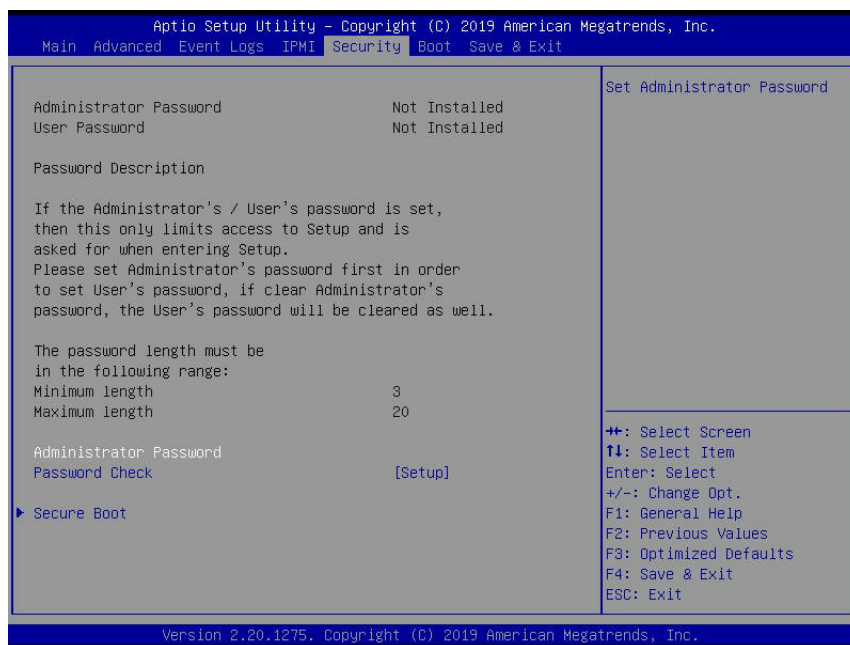 Aptio Setup Utility – Copyright (C) 2019 American Megatrends, Inc.
Main Advanced Event Logs IPMI Security Boot Save & Exit
Administrator Password Not Installed
User Password Not Installed
Password Description
If the Administrator's / User's password is set,
then this only limits access to Setup and is
asked for when entering Setup.
Please set Administrator's password first in order
to set User's password, if clear Administrator's
password, the User's password will be cleared as well.
The password length must be
in the following range:
Minimum length 3
Maximum length 20
Administrator Password
Password Check [Setup]
Secure Boot
Set Administrator Password
→←: Select Screen
↑↓: Select Item
Enter: Select
+/-: Change Opt.
F1: General Help
F2: Previous Values
F3: Optimized Defaults
F4: Save & Exit
ESC: Exit
Version 2.20.1275. Copyright (C) 2019 American Megatrends, Inc.